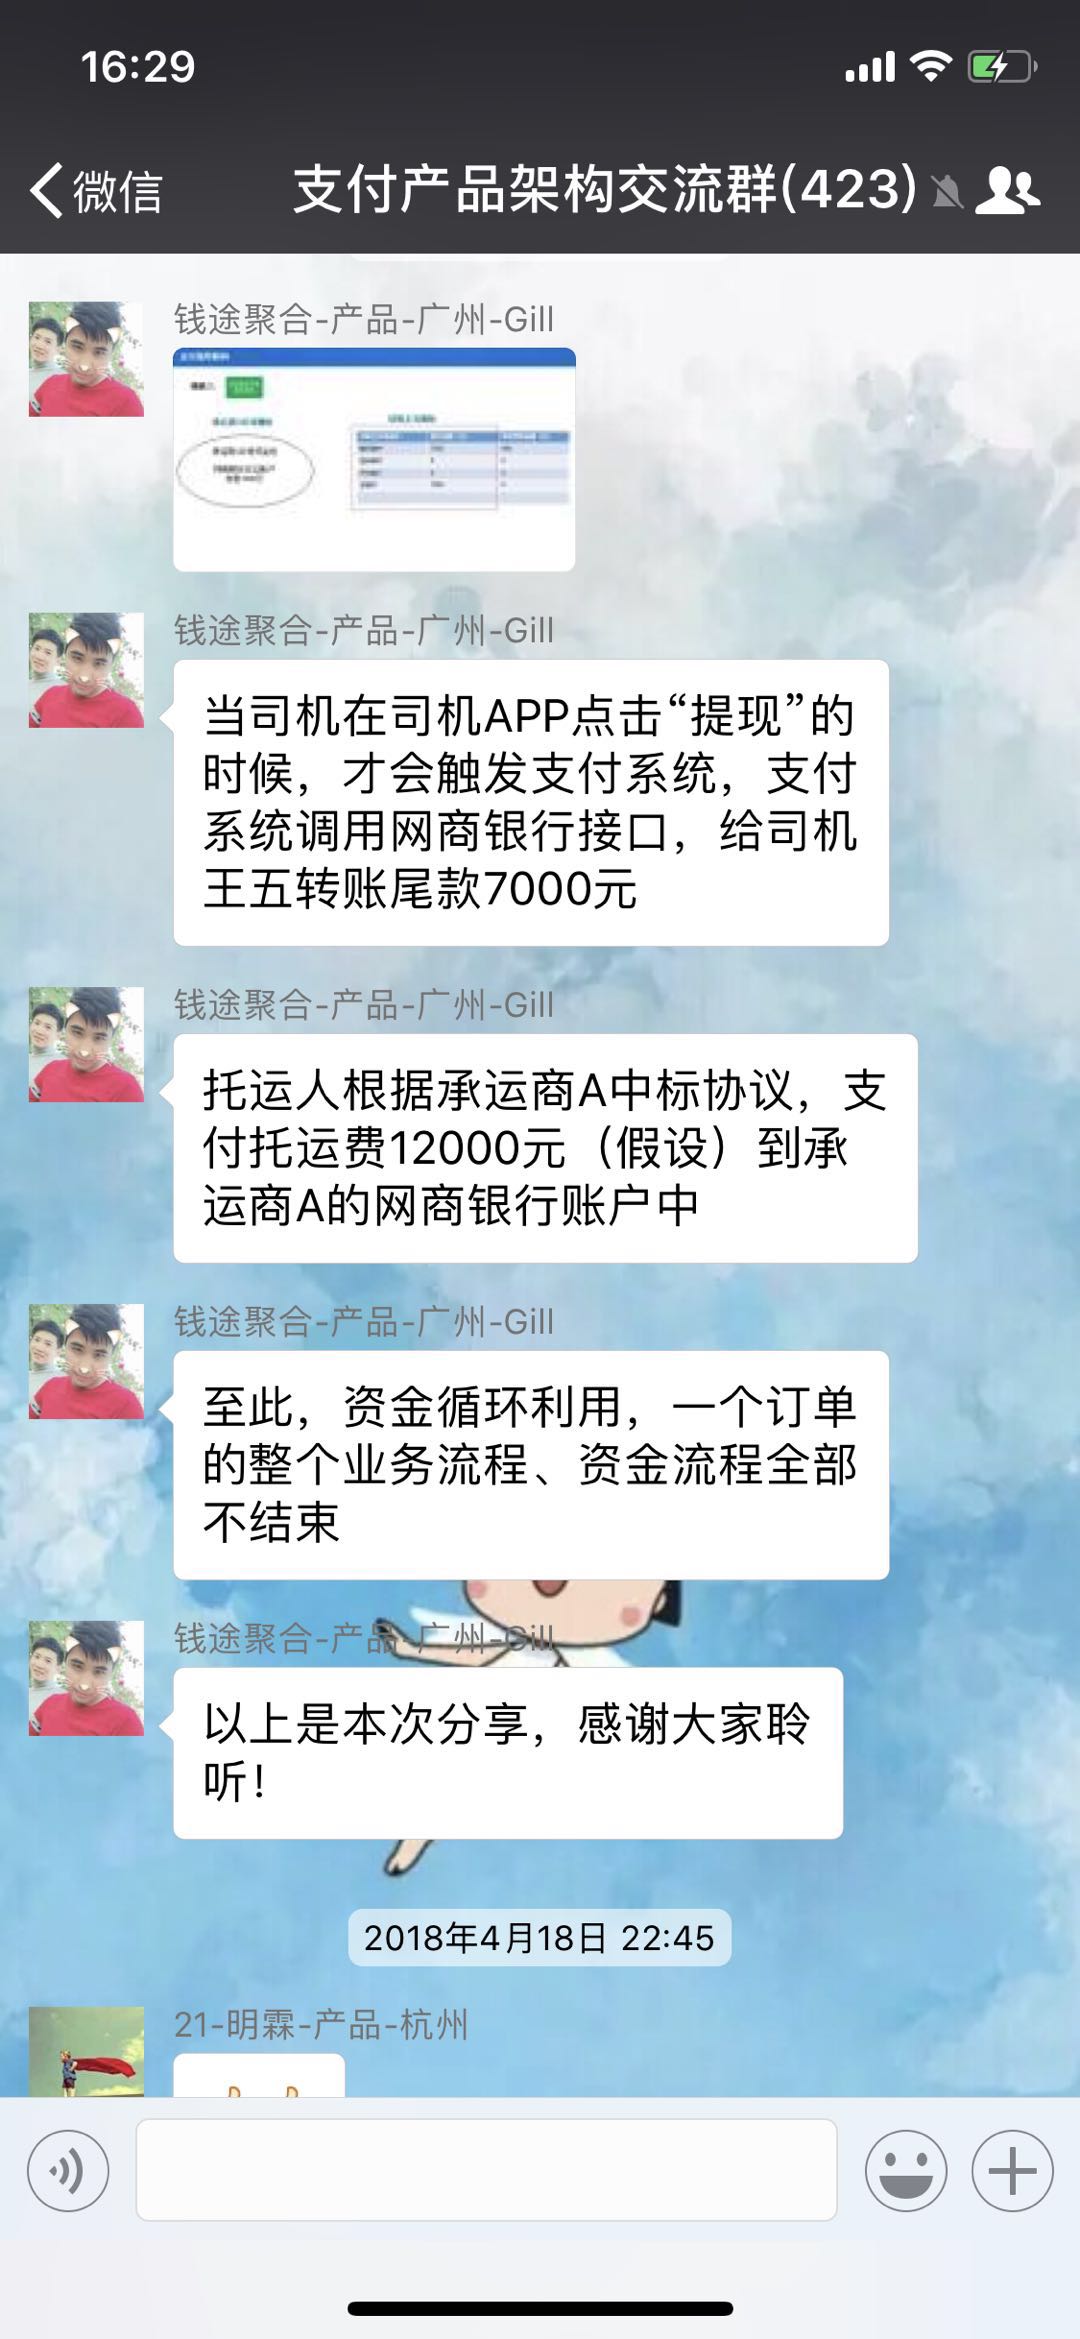 16:29
微信
支付产品架构交流群(423)
钱途聚合-产品-广州-Gill
钱途聚合-产品-广州-Gill
当司机在司机APP点击“提现”的
时候，才会触发支付系统，支付
系统调用网商银行接口，给司机
王五转账尾款7000元
钱途聚合-产品-广州-Gill
托运人根据承运商A中标协议，支
付托运费12000元（假设）到承
运商A的网商银行账户中
钱途聚合-产品-广州-Gill
至此，资金循环利用，一个订单
的整个业务流程、资金流程全部
不结束
钱途聚合-产品-广州-Gill
以上是本次分享，感谢大家聆
听！
2018年4月18日 22:45
21-明霖-产品-杭州